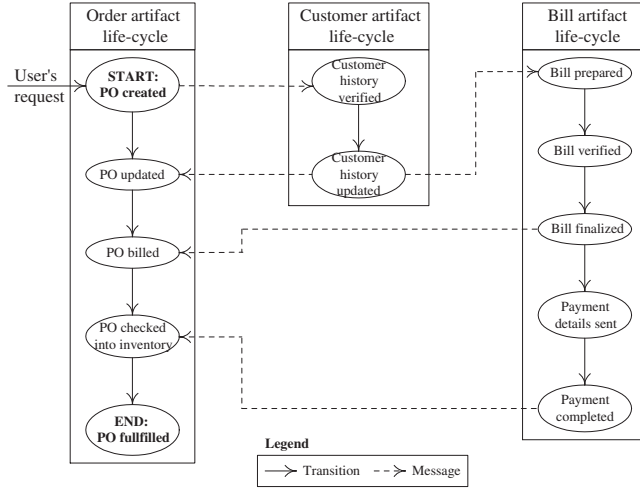 Order artifact
life-cycle
Customer artifact
life-cycle
Bill artifact
life-cycle
User's
request
START:
PO created
PO updated
PO billed
PO checked
into inventory
END:
PO fullfilled
Customer
history
verified
Customer
history
updated
Bill prepared
Bill verified
Bill finalized
Payment
details sent
Payment
completed
Legend
Transition
Message